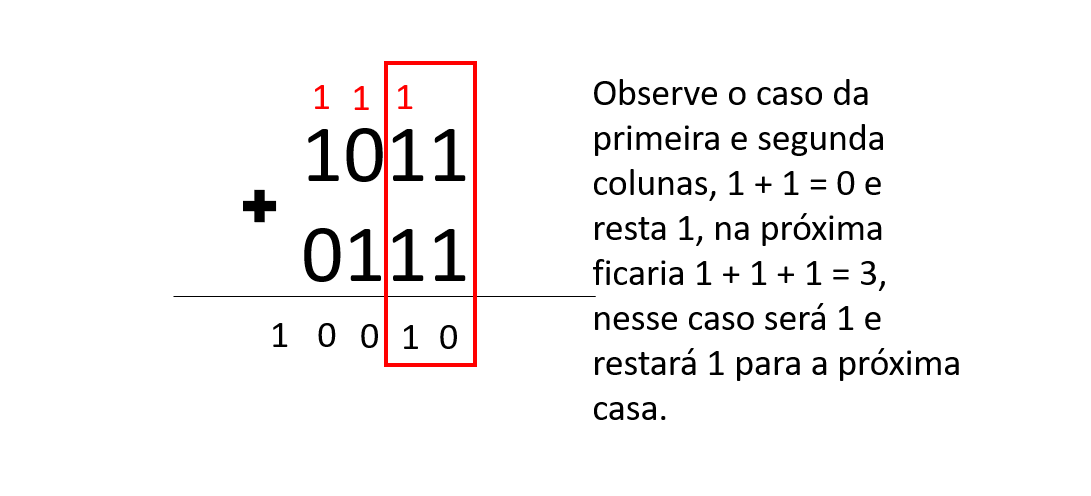 1 1 1
1011
+
0111
1 0 0 1 0
Observe o caso da
primeira e segunda
colunas, 1 + 1 = 0 e
resta 1, na próxima
ficaria 1 + 1 + 1 = 3,
nesse caso será 1 e
restará 1 para a próxima
casa.